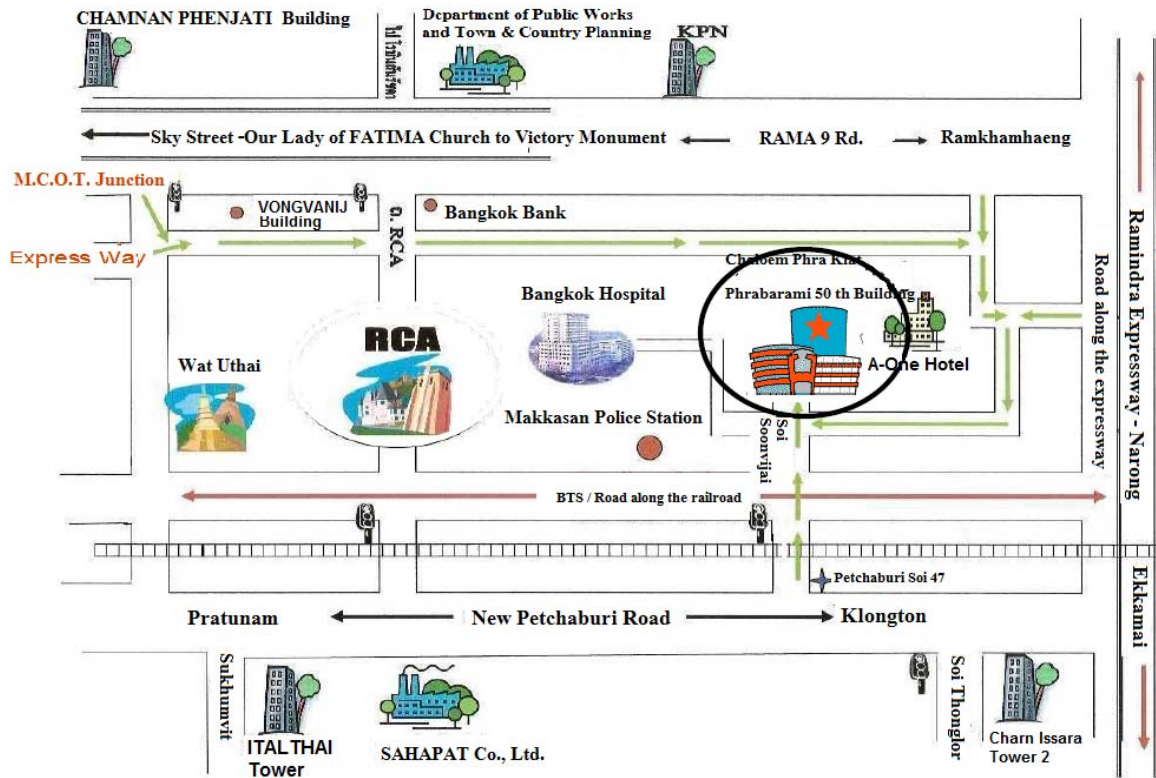 CHAMNAN PHENJATI Building
Department of Public Works
and Town & Country Planning
KPN
Sky Street -Our Lady of FATIMA Church to Victory Monument
RAMA 9 Rd.
Ramkhamhaeng
M.C.O.T. Junction
VONGVANIJ
Building
Bangkok Bank
ถ. RCA
Express Way
Chaloem Phra Kiat
Phrabarami 50 th Building
Bangkok Hospital
RCA
A-One Hotel
Wat Uthai
Makkasan Police Station
Soi
Soonvijai
Road along the expressway
Ramindra Expressway - Narong
BTS / Road along the railroad
Petchaburi Soi 47
Ekkamai
Pratunam
New Petchaburi Road
Klongton
Sukhumvit
Soi Thonglor
ITALTHAI
Tower
SAHAPAT Co., Ltd.
Charn Issara
Tower 2